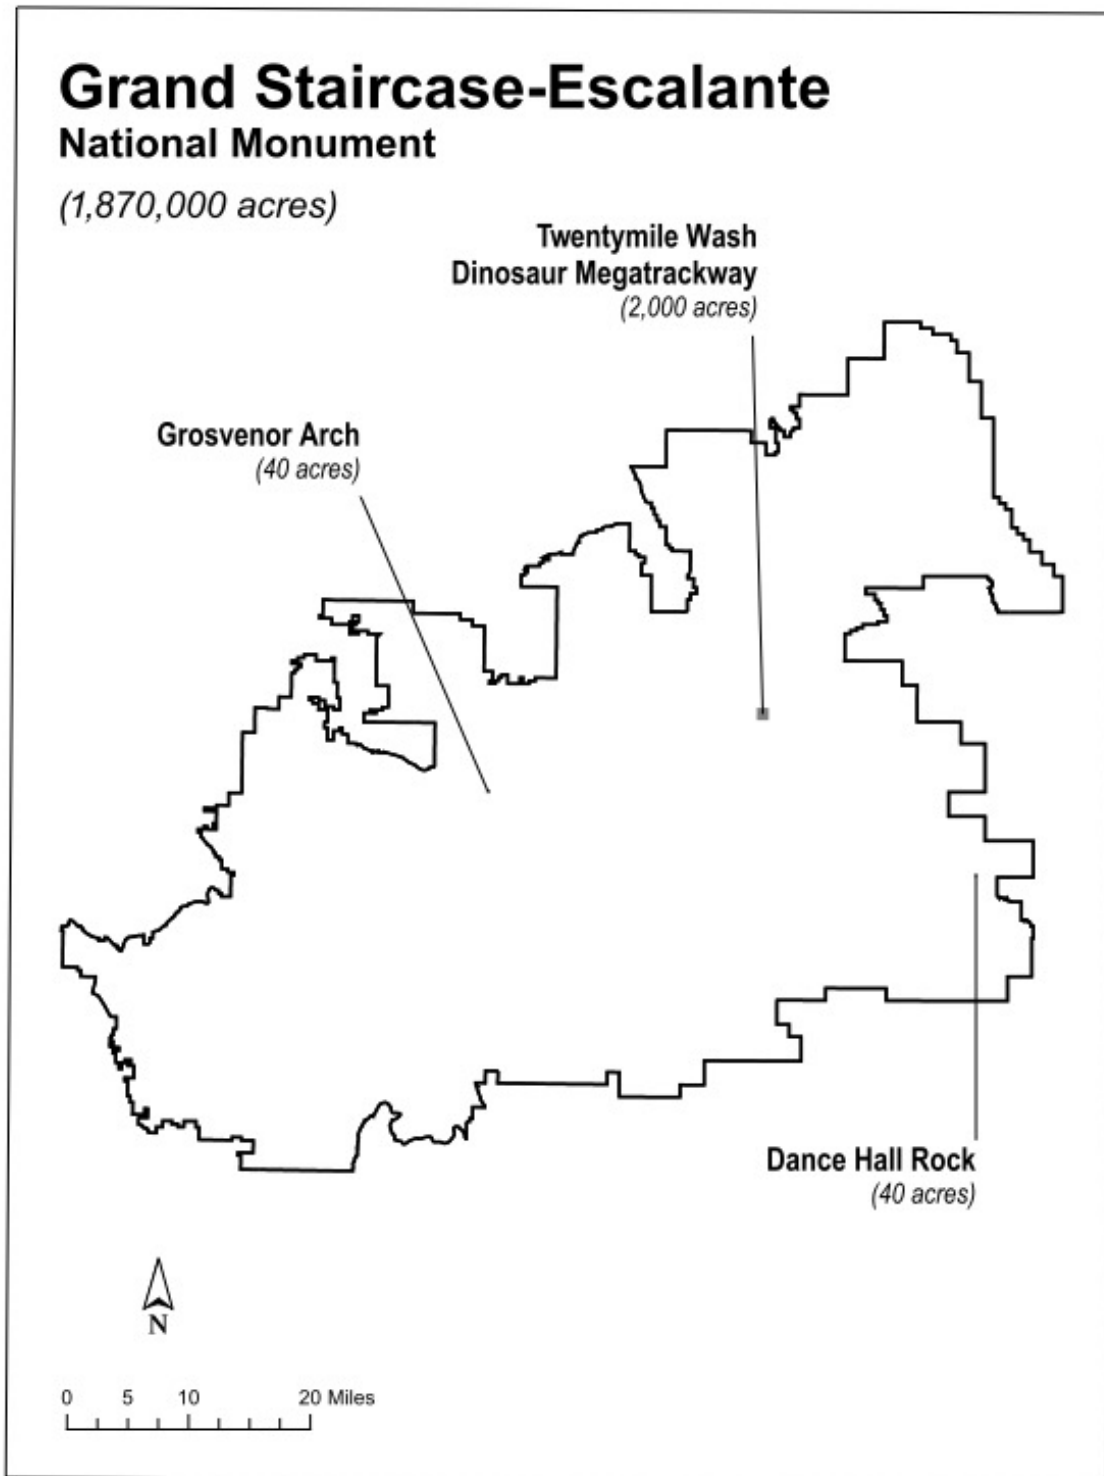 Grand Staircase-Escalante
National Monument
(1,870,000 acres)
Twentymile Wash
Dinosaur Megatrackway
(2,000 acres)
Grosvenor Arch
(40 acres)
Dance Hall Rock
(40 acres)
N
0 5 10 20 Miles